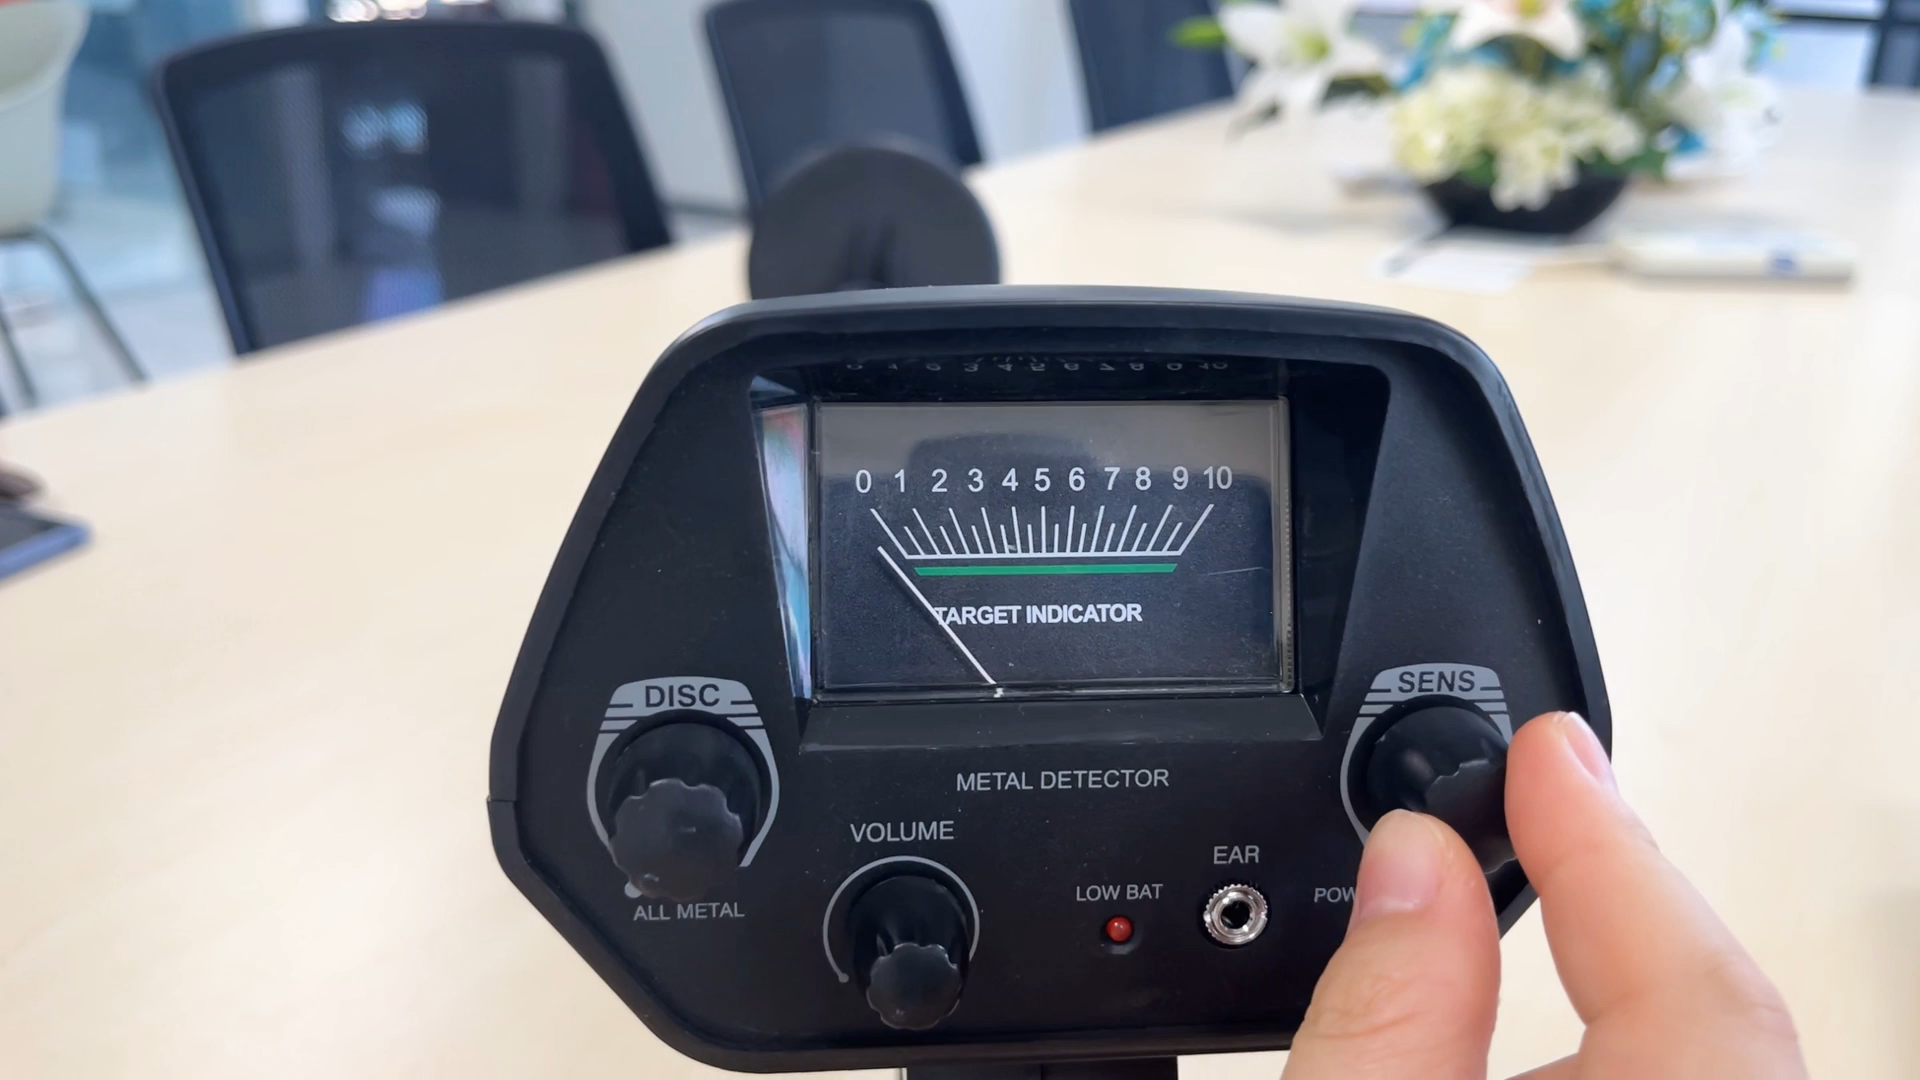 0 1 2 3 4 5 6 7 8 9 10
TARGET INDICATOR
DISC
SENS
METAL DETECTOR
VOLUME
EAR
LOW BAT
ALL METAL